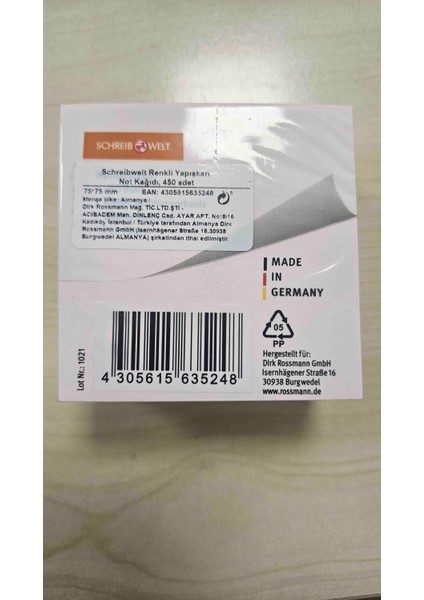 SCHREIB WELT
Schreibwelt Renkli Yapışkan
Not Kağıdı, 450 adet
75*75 mm EAN: 4305615635248
Menşe ülke: Almanya
Dirk Rossmann Mağ. TİC.LTD.ŞTİ -
ACIBADEM Mah. DİNLENÇ Cad. AYAR APT. No:8/16
Kadıköy İstanbul / Türkiye tarafından Almanya Dirk
Rossmann GmbH (Isernhägener Straße 16,30938
Burgwedel ALMANYA) şirketinden ithal edilmiştir.
MADE
IN
GERMANY
05
PP
Hergestellt für:
Dirk Rossmann GmbH
Isernhägener Straße 16
30938 Burgwedel
www.rossmann.de
Lot Nr.: 1021
4 305615 635248